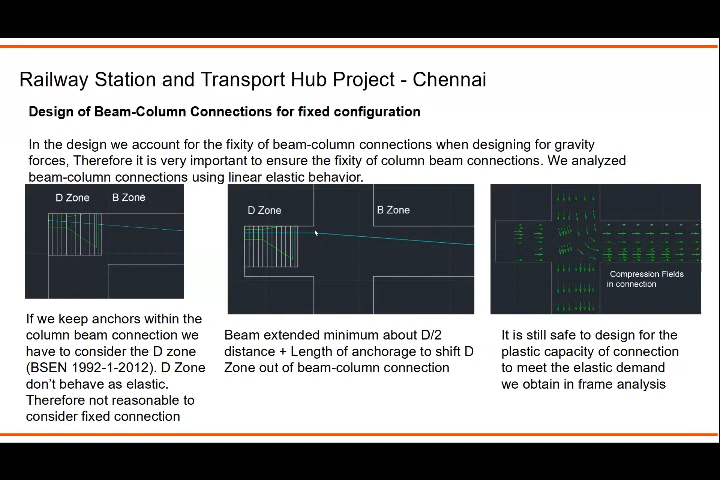 Railway Station and Transport Hub Project - Chennai
Design of Beam-Column Connections for fixed configuration
In the design we account for the fixity of beam-column connections when designing for gravity
forces, Therefore it is very important to ensure the fixity of column beam connections. We analyzed
beam-column connections using linear elastic behavior.
D Zone B Zone
D Zone B Zone
Compression Fields
in connection
If we keep anchors within the
column beam connection we
have to consider the D zone
(BSEN 1992-1-2012). D Zone
don't behave as elastic.
Therefore not reasonable to
consider fixed connection
Beam extended minimum about D/2
distance + Length of anchorage to shift D
Zone out of beam-column connection
It is still safe to design for the
plastic capacity of connection
to meet the elastic demand
we obtain in frame analysis